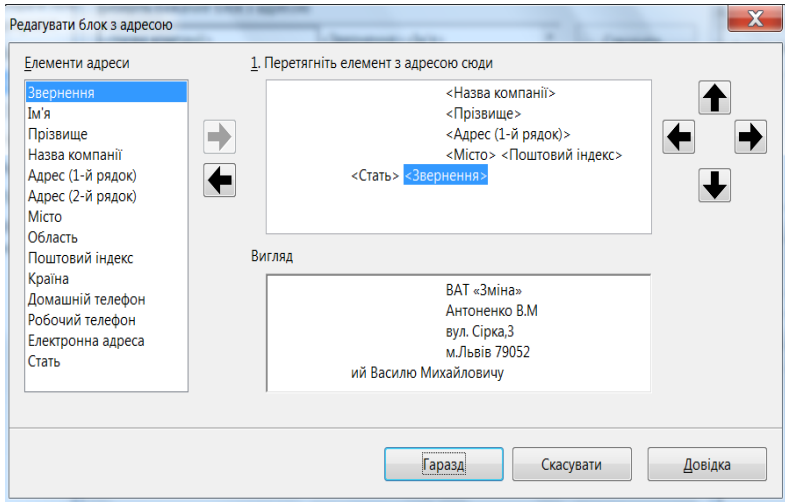 Редагувати блок з адресою
Елементи адреси
Звернення
Ім'я
Прізвище
Назва компанії
Адрес (1-й рядок)
Адрес (2-й рядок)
Місто
Область
Поштовий індекс
Країна
Домашній телефон
Робочий телефон
Електронна адреса
Стать
1. Перетягніть елемент з адресою сюди
<Назва компанії>
<Прізвище>
<Адрес (1-й рядок)>
<Місто> <Поштовий індекс>
<Стать> <Звернення>
Вигляд
ВАТ «Зміна»
Антоненко В.М
вул. Сірка,3
м.Львів 79052
ий Василю Михайловичу
Гаразд
Скасувати
Довідка